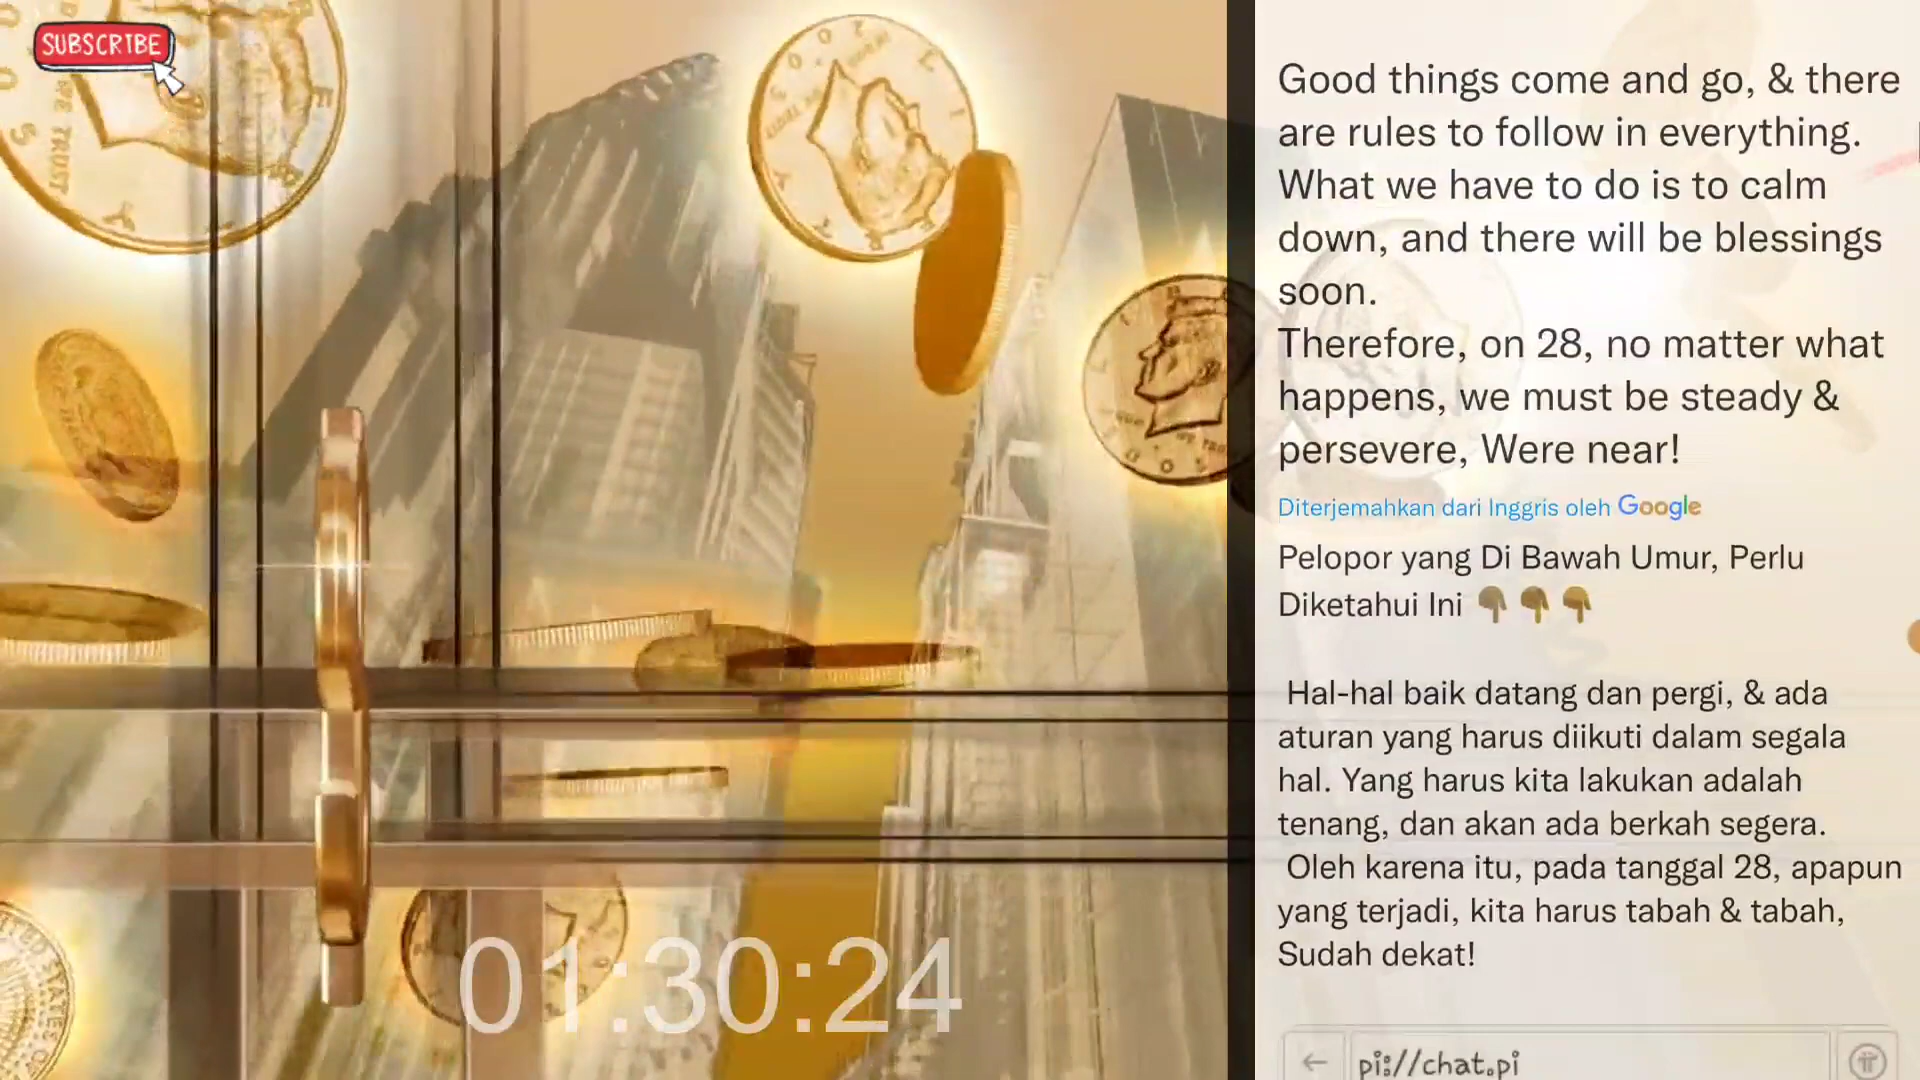 SUBSCRIBE
Good things come and go, & there
are rules to follow in everything.
What we have to do is to calm
down, and there will be blessings
soon.
Therefore, on 28, no matter what
happens, we must be steady &
persevere, Were near!
Diterjemahkan dari Inggris oleh Google
Pelopor yang Di Bawah Umur, Perlu
Diketahui Ini 👇👇👇
Hal-hal baik datang dan pergi, & ada
aturan yang harus diikuti dalam segala
hal. Yang harus kita lakukan adalah
tenang, dan akan ada berkah segera.
Oleh karena itu, pada tanggal 28, apapun
yang terjadi, kita harus tabah & tabah,
Sudah dekat!
01:30:24
pi://chat.pi